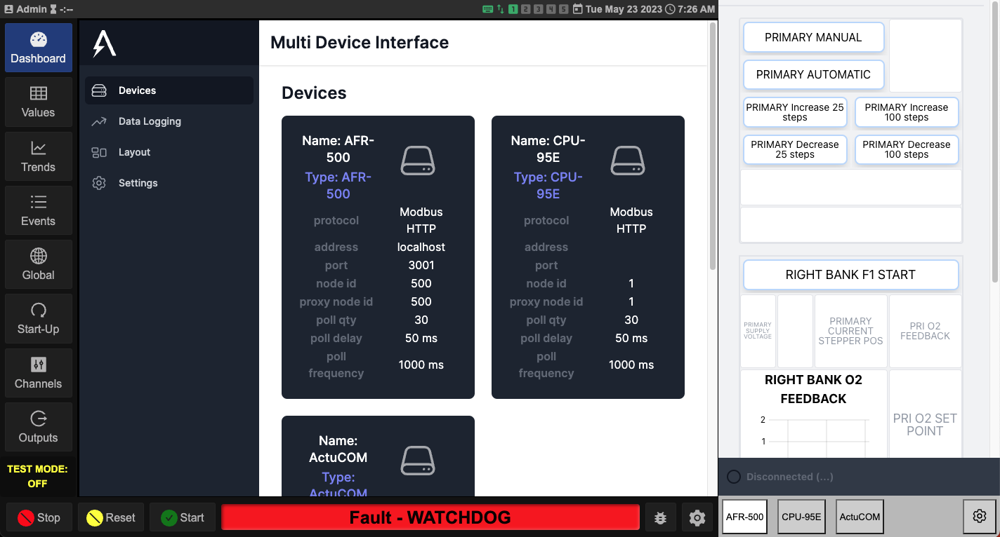 Admin -:--
1 2 3 4 5 Tue May 23 2023 7:26 AM
Dashboard
Values
Trends
Events
Global
Start-Up
Channels
Outputs
TEST MODE:
OFF
Devices
Data Logging
Layout
Settings
Multi Device Interface
Devices
Name: AFR-
500
Type: AFR-
500
protocol
Modbus
HTTP
address localhost
port 3001
node id 500
proxy node id 500
poll qty 30
poll delay 50 ms
poll
frequency
1000 ms
Name: CPU-
95E
Type: CPU-
95E
protocol
Modbus
HTTP
address
port
node id 1
proxy node id 1
poll qty 30
poll delay 50 ms
poll
frequency
1000 ms
Name:
ActuCOM
Type:
ActuCOM
Stop
Reset
Start
Fault - WATCHDOG
PRIMARY MANUAL
PRIMARY AUTOMATIC
PRIMARY Increase 25
steps
PRIMARY Increase
100 steps
PRIMARY Decrease
25 steps
PRIMARY Decrease
100 steps
RIGHT BANK F1 START
PRIMARY
SUPPLY
VOLTAGE
PRIMARY
CURRENT
STEPPER POS
PRI O2
FEEDBACK
RIGHT BANK O2
FEEDBACK
2
1
PRI O2 SET
POINT
Disconnected (...)
AFR-500
CPU-95E
ActuCOM